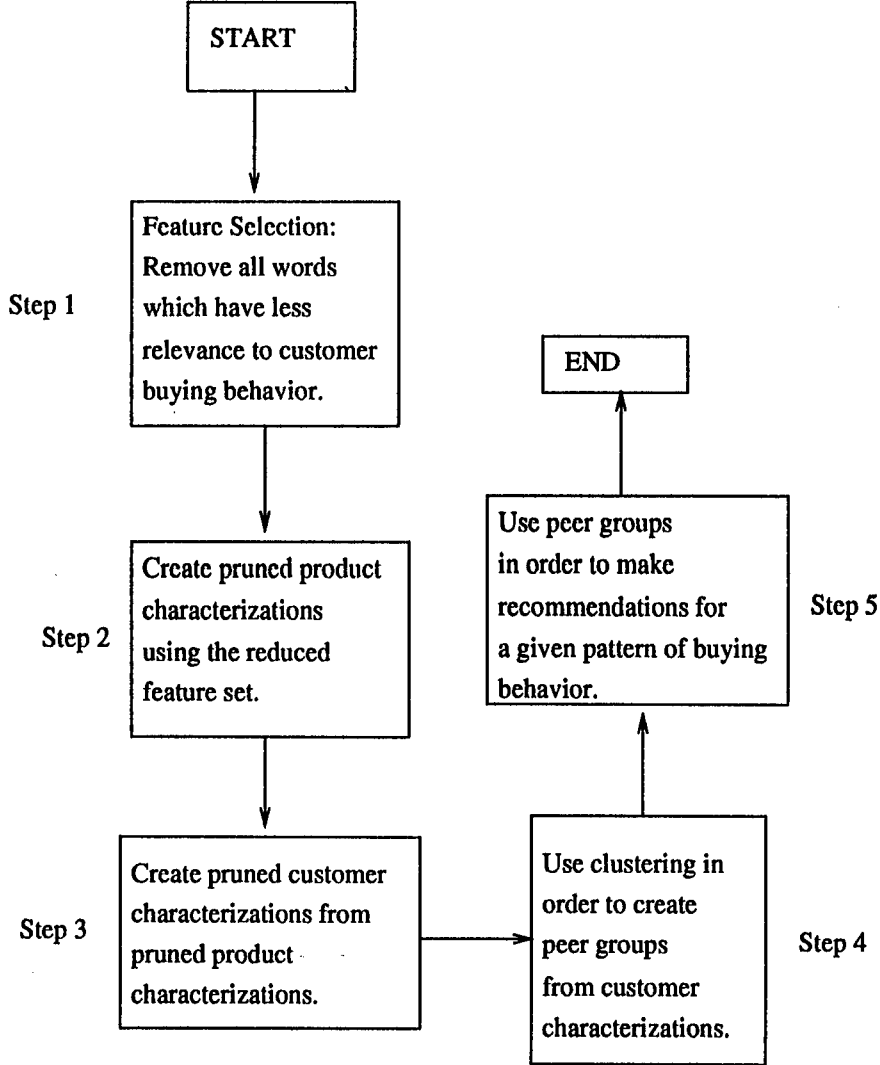 START
Step 1
Feature Selection:
Remove all words
which have less
relevance to customer
buying behavior.
Step 2
Create pruned product
characterizations
using the reduced
feature set.
Step 3
Create pruned customer
characterizations from
pruned product
characterizations.
Use clustering in
order to create
peer groups
from customer
characterizations.
Step 4
Use peer groups
in order to make
recommendations for
a given pattern of buying
behavior.
Step 5
END